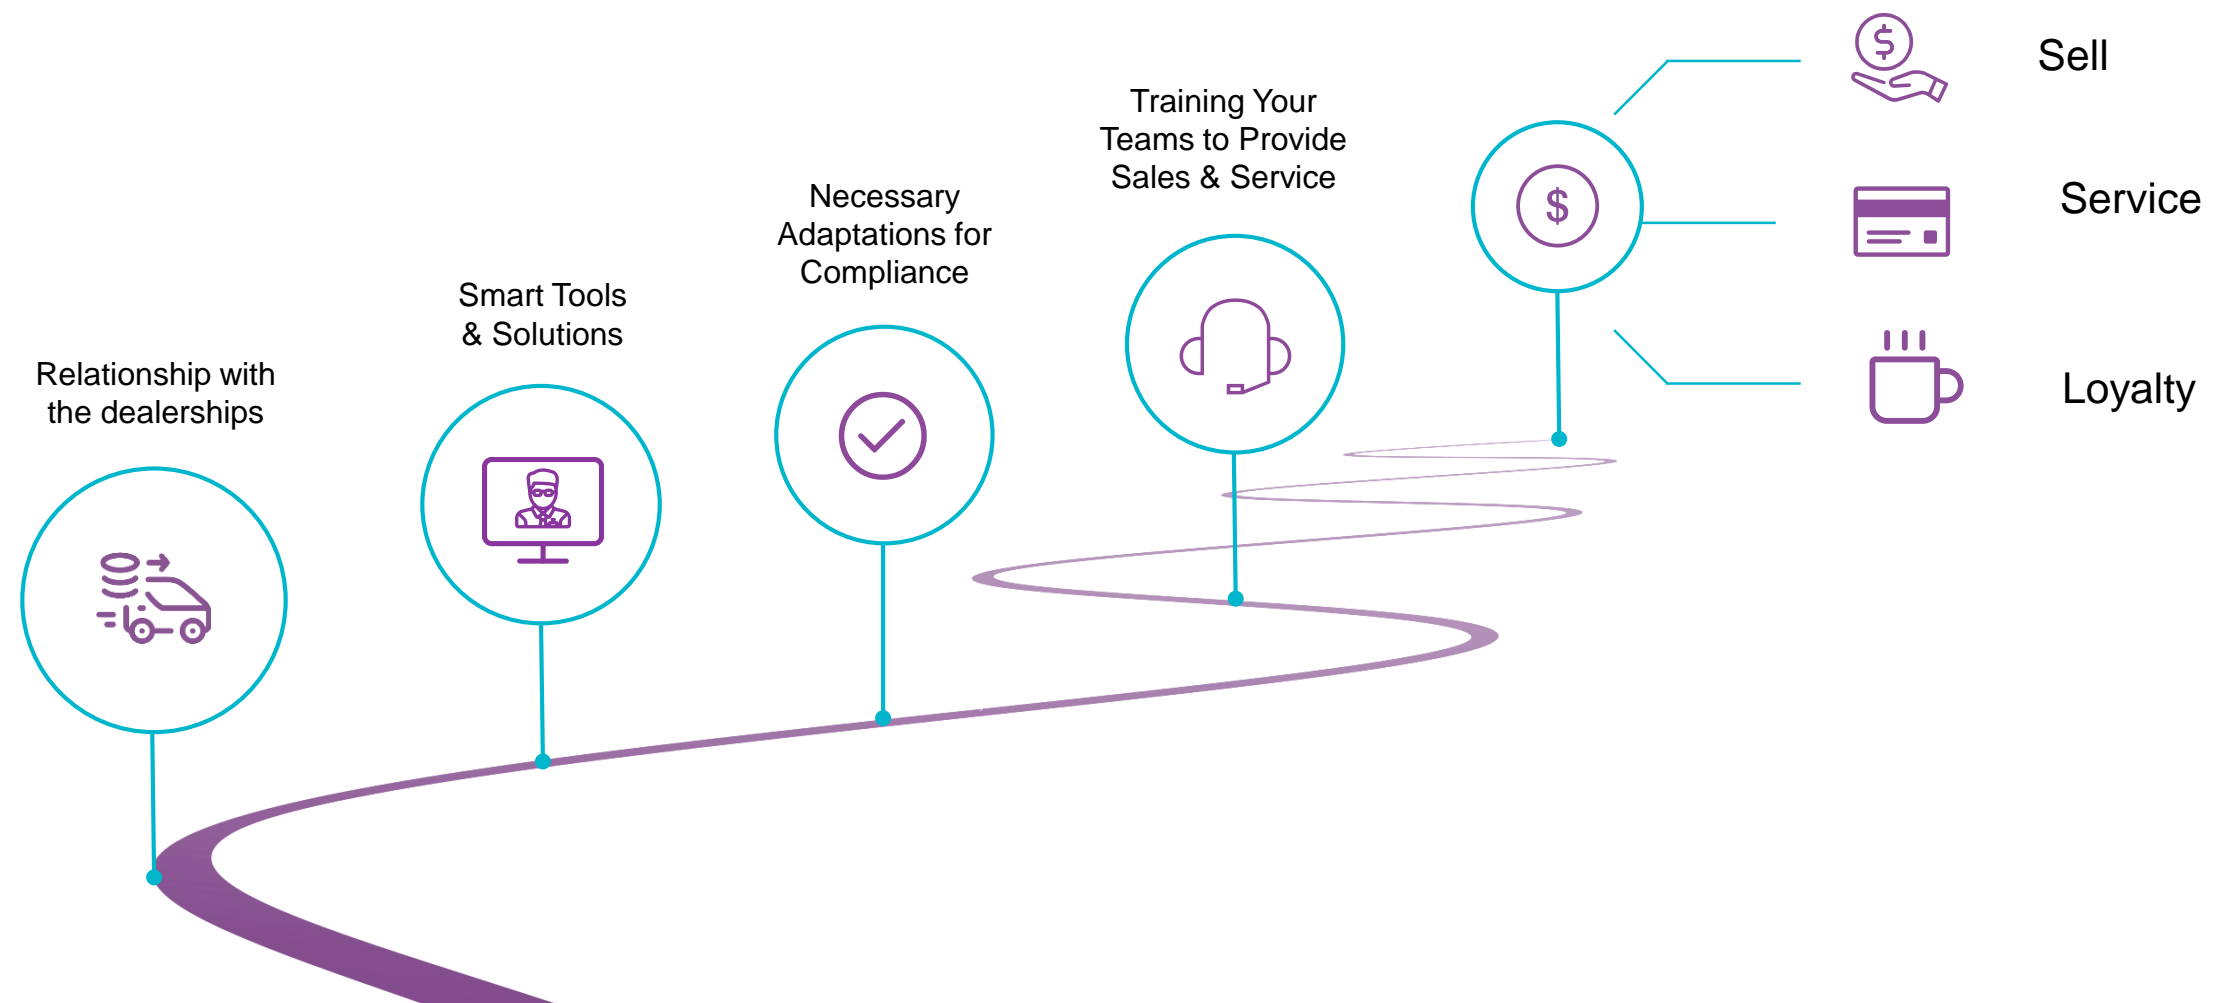 Relationship with
the dealerships
Smart Tools
& Solutions
Necessary
Adaptations for
Compliance
Training Your
Teams to Provide
Sales & Service
$
$
Sell
Service
Loyalty